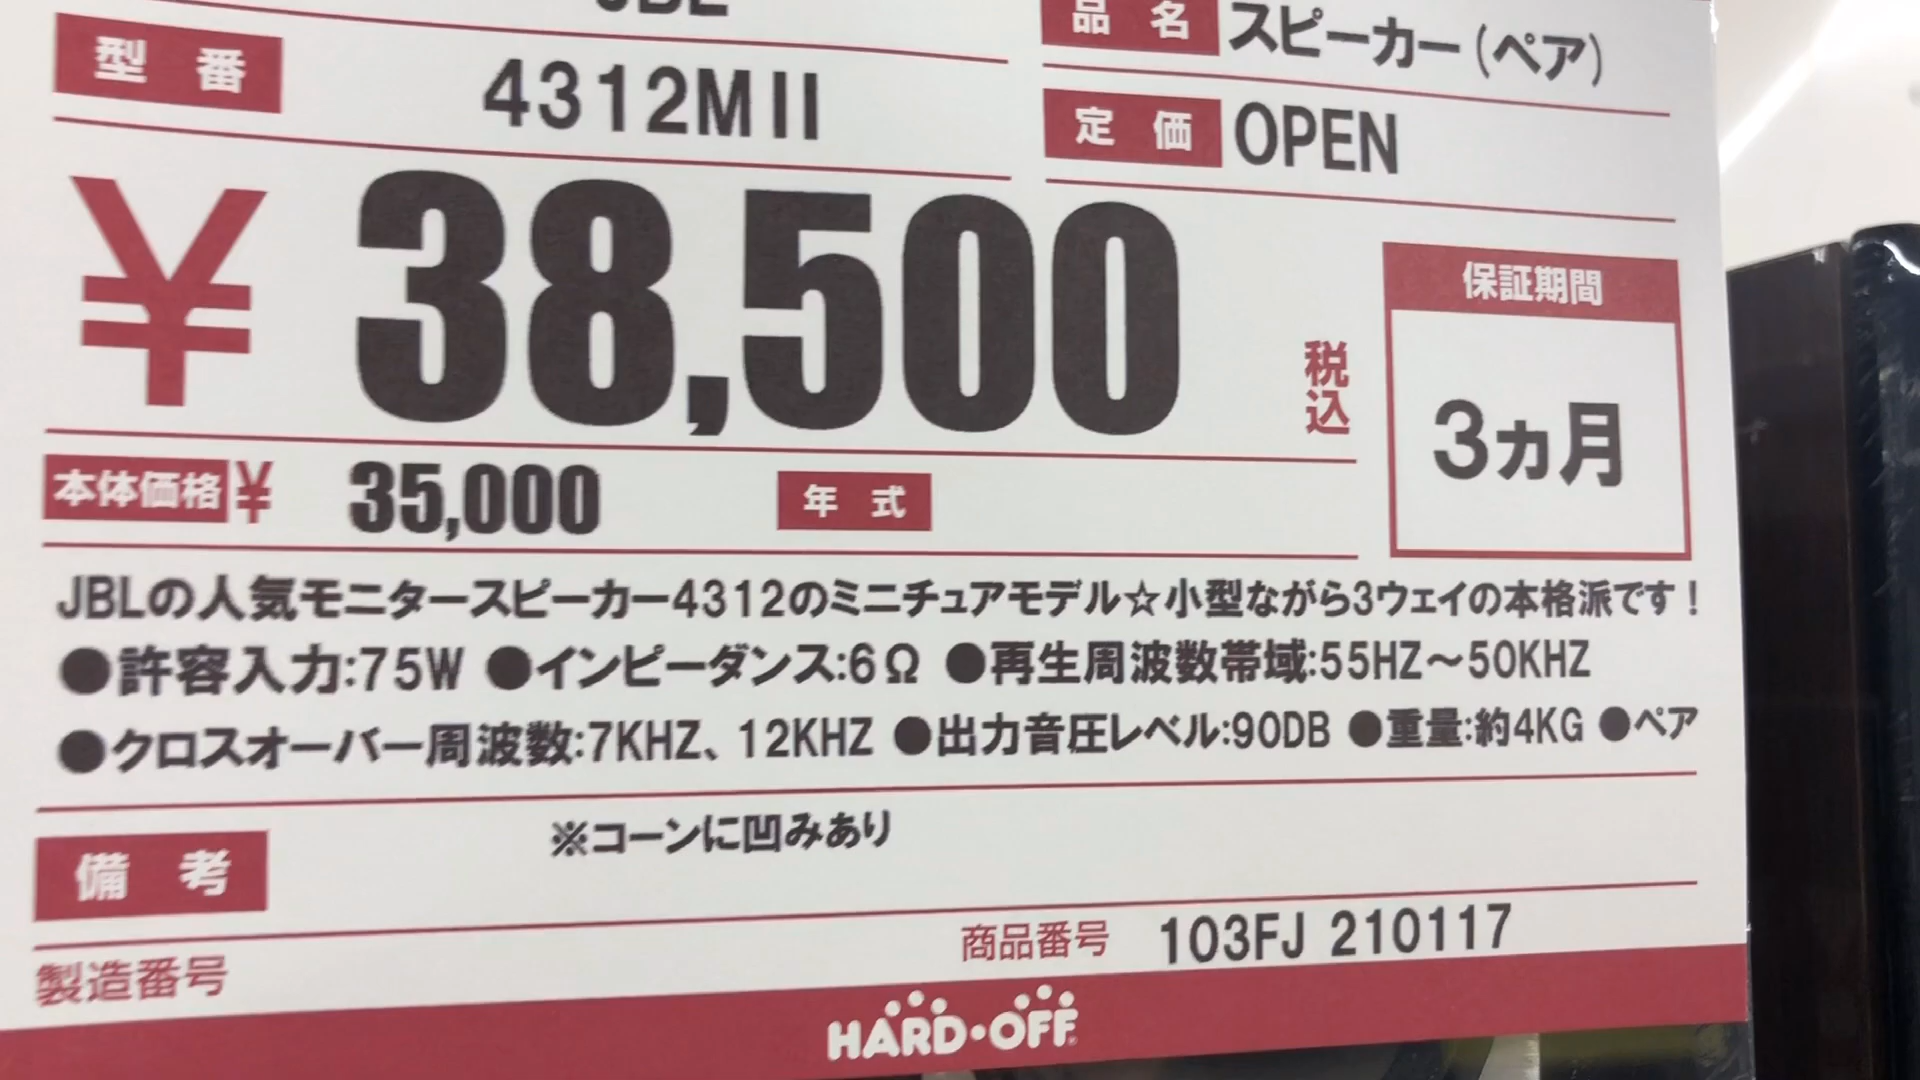 JBL
品名 スピーカー(ペア)
型番 4312MII
定価 OPEN
¥38,500 税込
保証期間
3ヵ月
本体価格¥ 35,000 年式
JBLの人気モニタースピーカー4312のミニチュアモデル☆小型ながら3ウェイの本格派です!
●許容入力:75W ●インピーダンス:6Ω ●再生周波数帯域:55HZ～50KHZ
●クロスオーバー周波数:7KHZ、12KHZ ●出力音圧レベル:90DB ●重量:約4KG ●ペア
備考 ※コーンに凹みあり
製造番号 商品番号 103FJ 210117
HARD・OFF